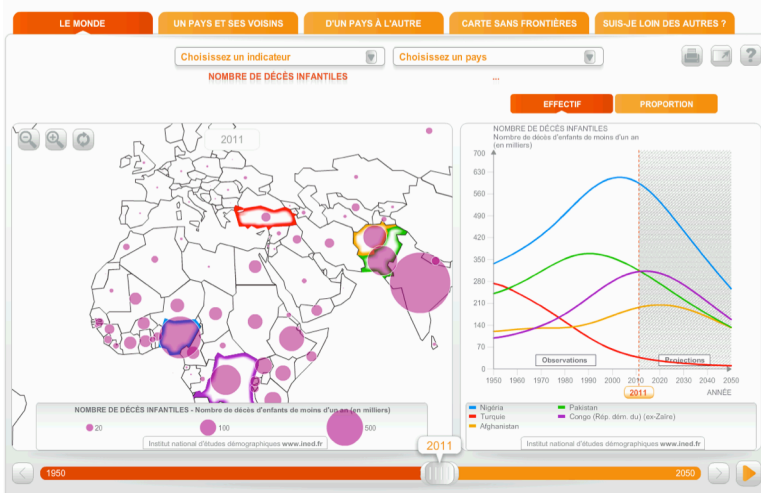 LE MONDE
UN PAYS ET SES VOISINS
D'UN PAYS À L'AUTRE
CARTE SANS FRONTIÈRES
SUIS-JE LOIN DES AUTRES ?
Choisissez un indicateur
Choisissez un pays
?
NOMBRE DE DÉCÈS INFANTILES
...
EFFECTIF
PROPORTION
2011
NOMBRE DE DÉCÈS INFANTILES
Nombre de décès d'enfants de moins d'un an
(en milliers)
700
630
560
490
420
350
280
210
140
70
0
Observations
Projections
1950 1960 1970 1980 1990 2000 2010 2020 2030 2040 2050
2011
ANNÉE
Nigéria
Turquie
Afghanistan
Pakistan
Congo (Rép. dém. du) (ex-Zaïre)
Institut national d'études démographiques www.ined.fr
NOMBRE DE DÉCÈS INFANTILES - Nombre de décès d'enfants de moins d'un an (en milliers)
20
100
500
Institut national d'études démographiques www.ined.fr
2011
1950
2050